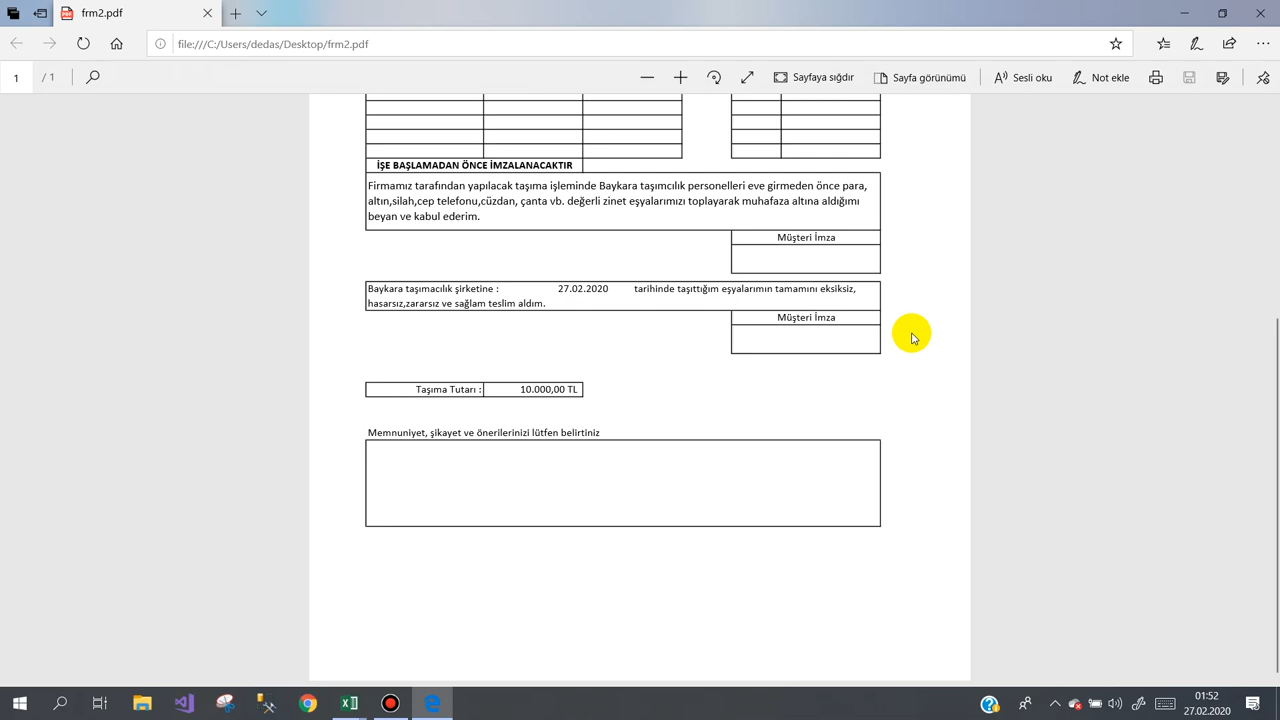 frm2.pdf
file:///C:/Users/dedas/Desktop/frm2.pdf
1 / 1 Sayfaya sığdır Sayfa görünümü Sesli oku Not ekle
İŞE BAŞLAMADAN ÖNCE İMZALANACAKTIR
Firmamız tarafından yapılacak taşıma işleminde Baykara taşımcılık personelleri eve girmeden önce para,
altın,silah,cep telefonu,cüzdan, çanta vb. değerli zinet eşyalarımızı toplayarak muhafaza altına aldığımı
beyan ve kabul ederim.
Müşteri İmza
Baykara taşımacılık şirketine : 27.02.2020 tarihinde taşıttığım eşyalarımın tamamını eksiksiz,
hasarsız,zararsız ve sağlam teslim aldım.
Müşteri İmza
Taşıma Tutarı : 10.000,00 TL
Memnuniyet, şikayet ve önerilerinizi lütfen belirtiniz
01:52
27.02.2020